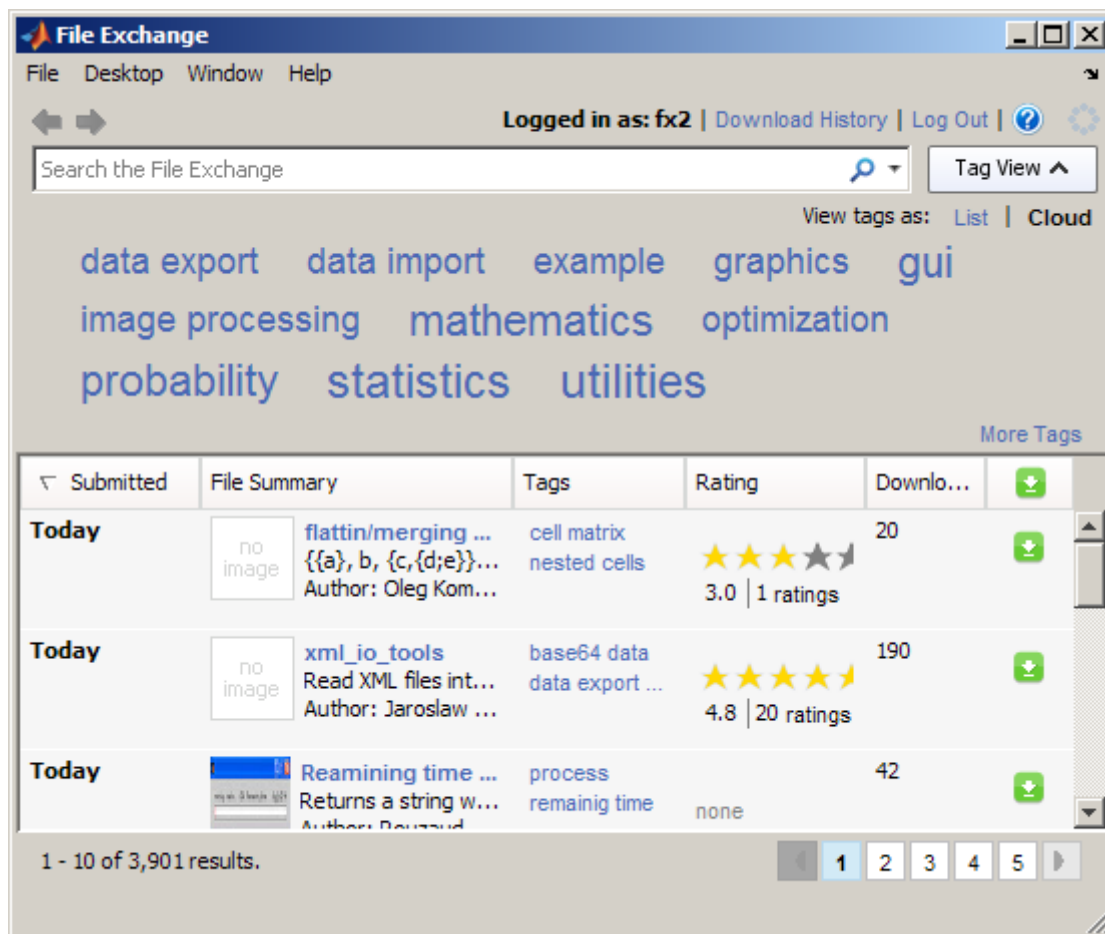 File Exchange
File Desktop Window Help
Logged in as: fx2 | Download History | Log Out |
Search the File Exchange
Tag View
View tags as: List | Cloud
data export data import example graphics gui
image processing mathematics optimization
probability statistics utilities
More Tags
Submitted File Summary Tags Rating Downlo...
Today
no image
flattin/merging ...
{{a}, b, {c,{d;e}}...
Author: Oleg Kom...
cell matrix
nested cells
3.0 | 1 ratings
20
Today
no image
xml_io_tools
Read XML files int...
Author: Jaroslaw ...
base64 data
data export ...
4.8 | 20 ratings
190
Today
Reamining time ...
Returns a string w...
Author: Rouzaud
process
remainig time
none
42
1 - 10 of 3,901 results.
1 2 3 4 5